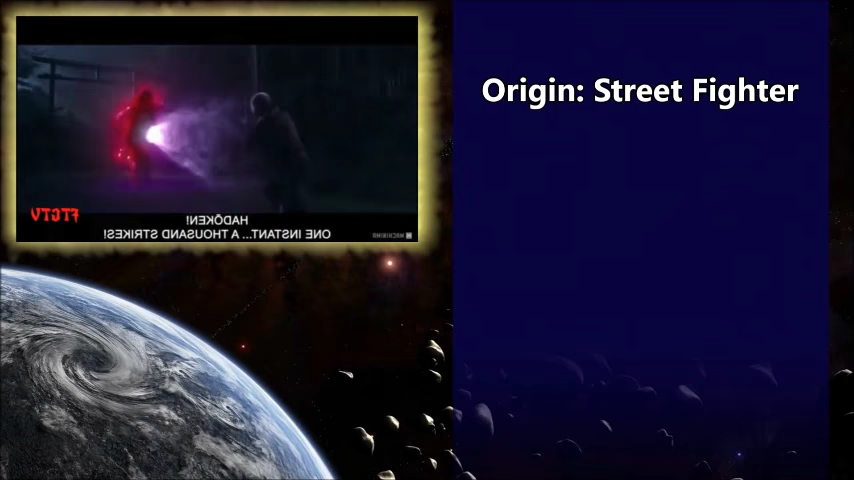 Origin: Street Fighter
FTGTV
HADŌKEN!
ONE INSTANT... A THOUSAND STRIKES!